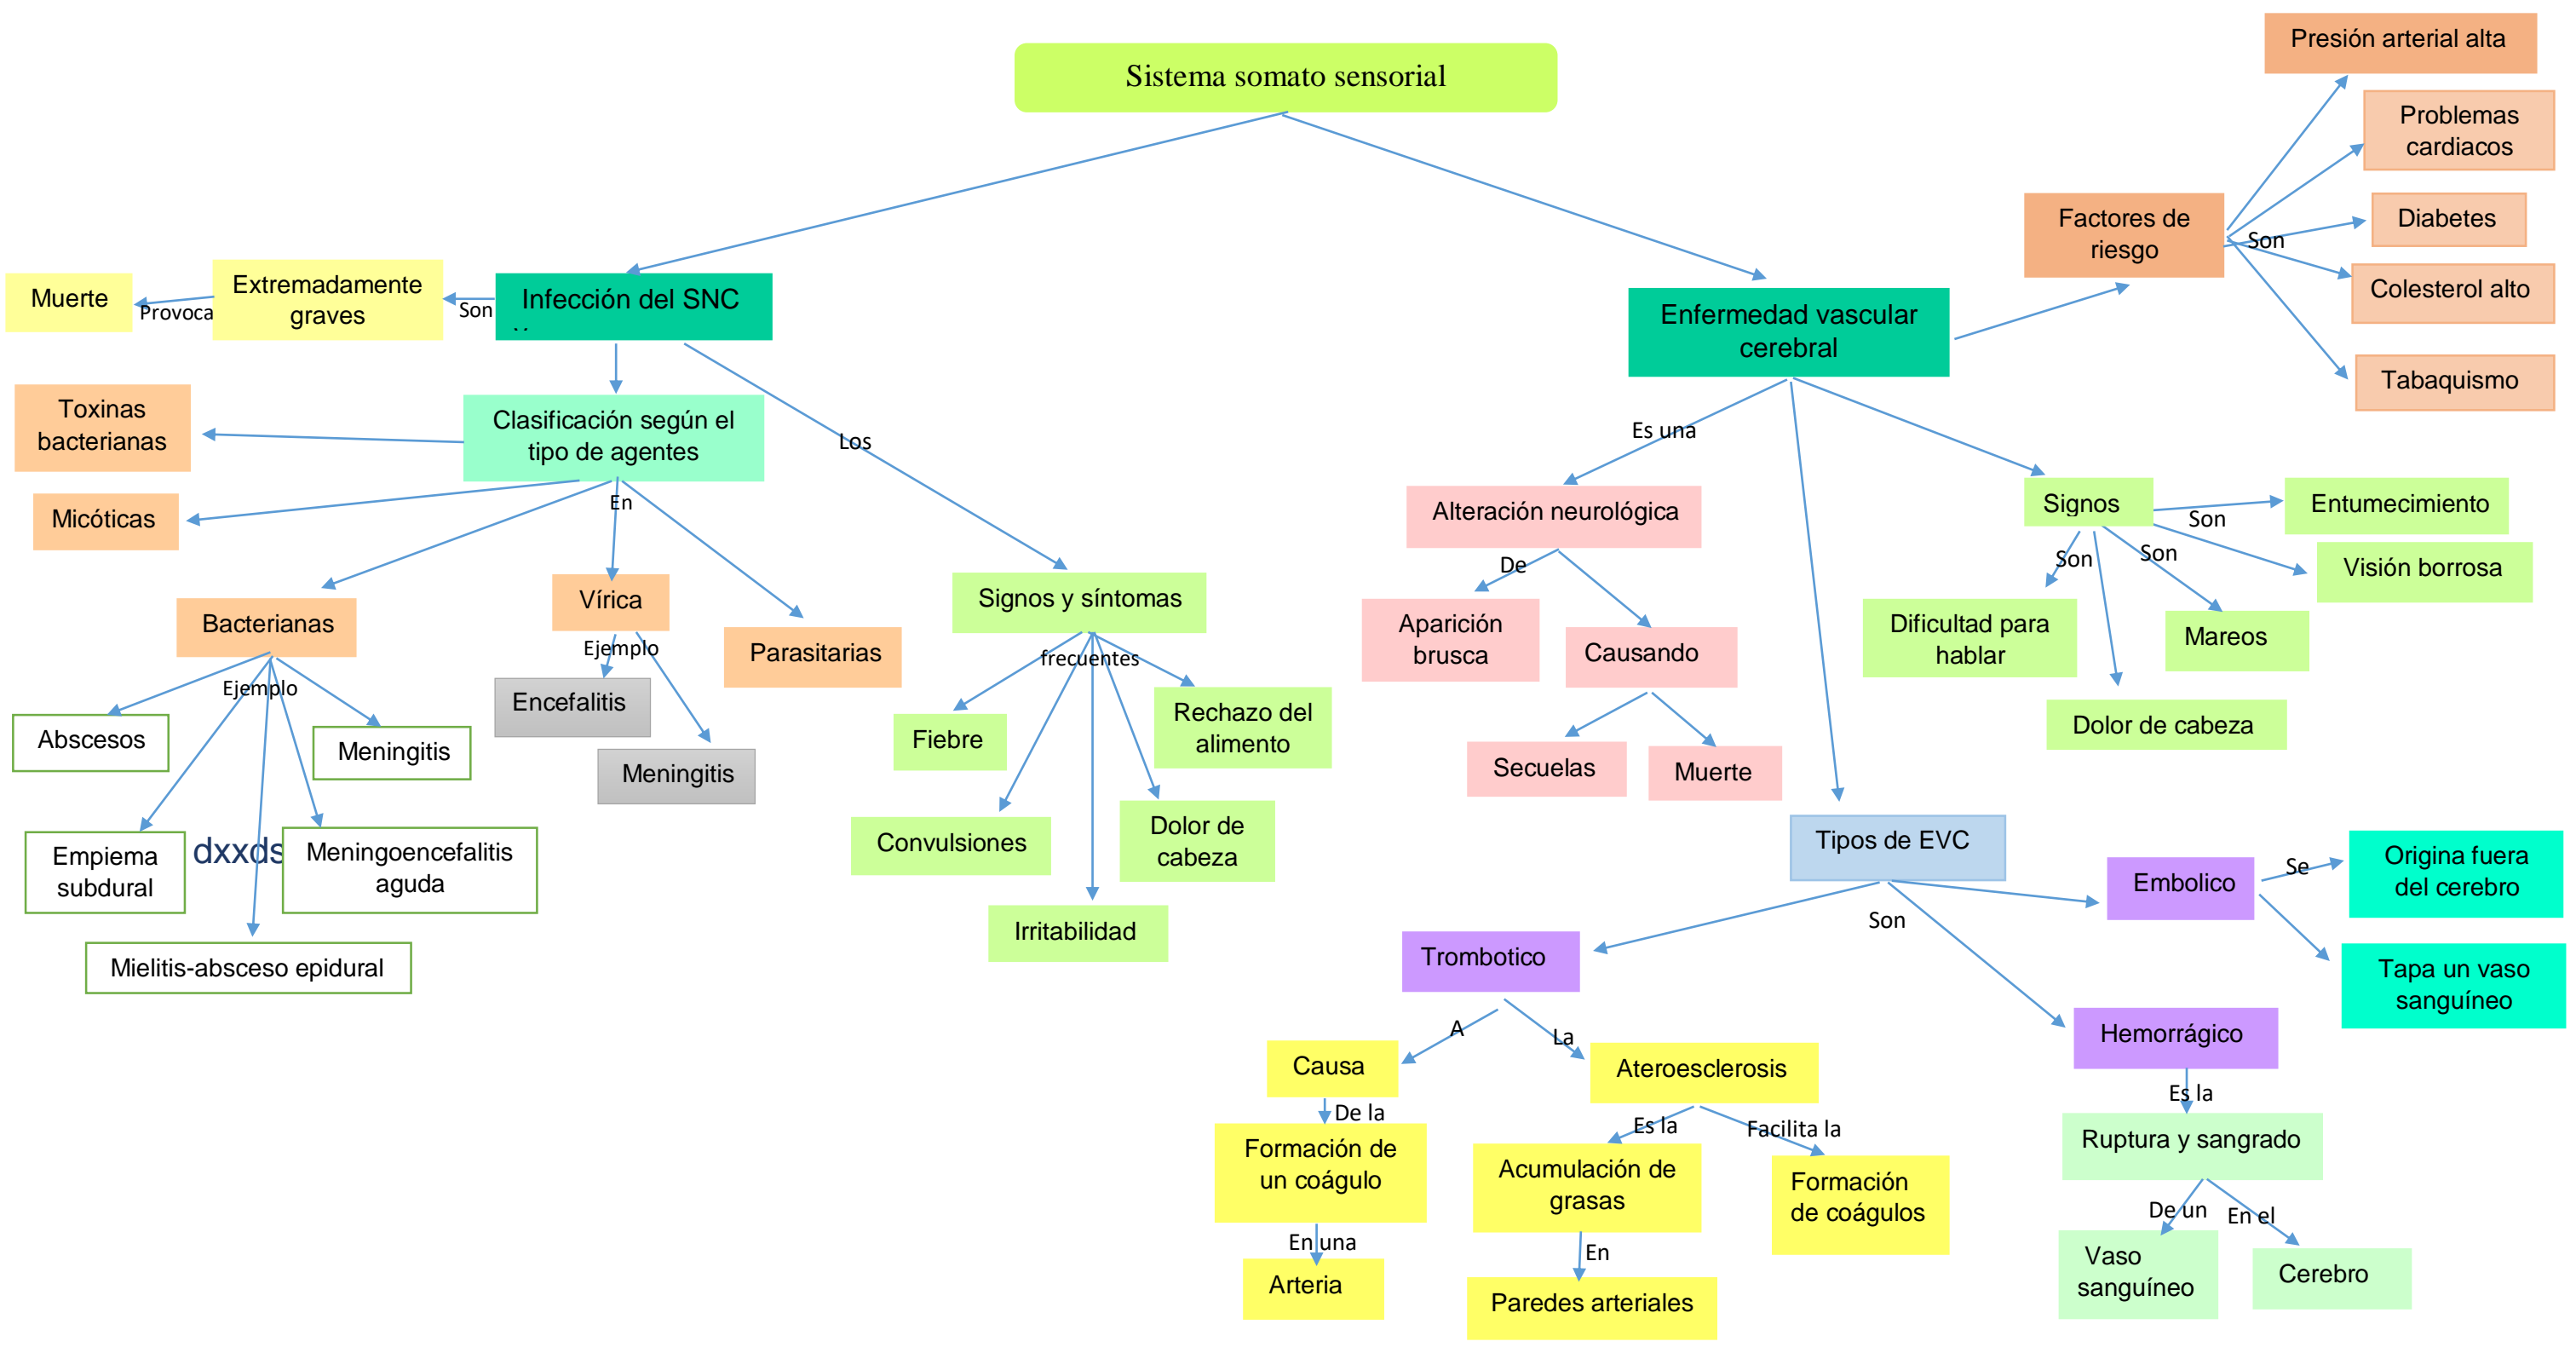 Sistema somato sensorial
Infección del SNC
Son
Extremadamente
graves
Provoca
Muerte
Clasificación según el
tipo de agentes
En
Toxinas
bacterianas
Micóticas
Bacterianas
Ejemplo
Abscesos
Meningitis
Empiema
subdural
dxxds
Meningoencefalitis
aguda
Mielitis-absceso epidural
Vírica
Ejemplo
Encefalitis
Meningitis
Parasitarias
Los
Signos y síntomas
frecuentes
Fiebre
Rechazo del
alimento
Convulsiones
Dolor de
cabeza
Irritabilidad
Enfermedad vascular
cerebral
Factores de
riesgo
Son
Presión arterial alta
Problemas
cardiacos
Diabetes
Colesterol alto
Tabaquismo
Es una
Alteración neurológica
De
Aparición
brusca
Causando
Secuelas
Muerte
Signos
Son
Son
Son
Entumecimiento
Visión borrosa
Dificultad para
hablar
Mareos
Dolor de cabeza
Tipos de EVC
Son
Embolico
Se
Origina fuera
del cerebro
Tapa un vaso
sanguíneo
Trombotico
A
La
Causa
De la
Formación de
un coágulo
En una
Arteria
Ateroesclerosis
Es la
Facilita la
Acumulación de
grasas
En
Paredes arteriales
Formación
de coágulos
Hemorrágico
Es la
Ruptura y sangrado
De un
En el
Vaso
sanguíneo
Cerebro